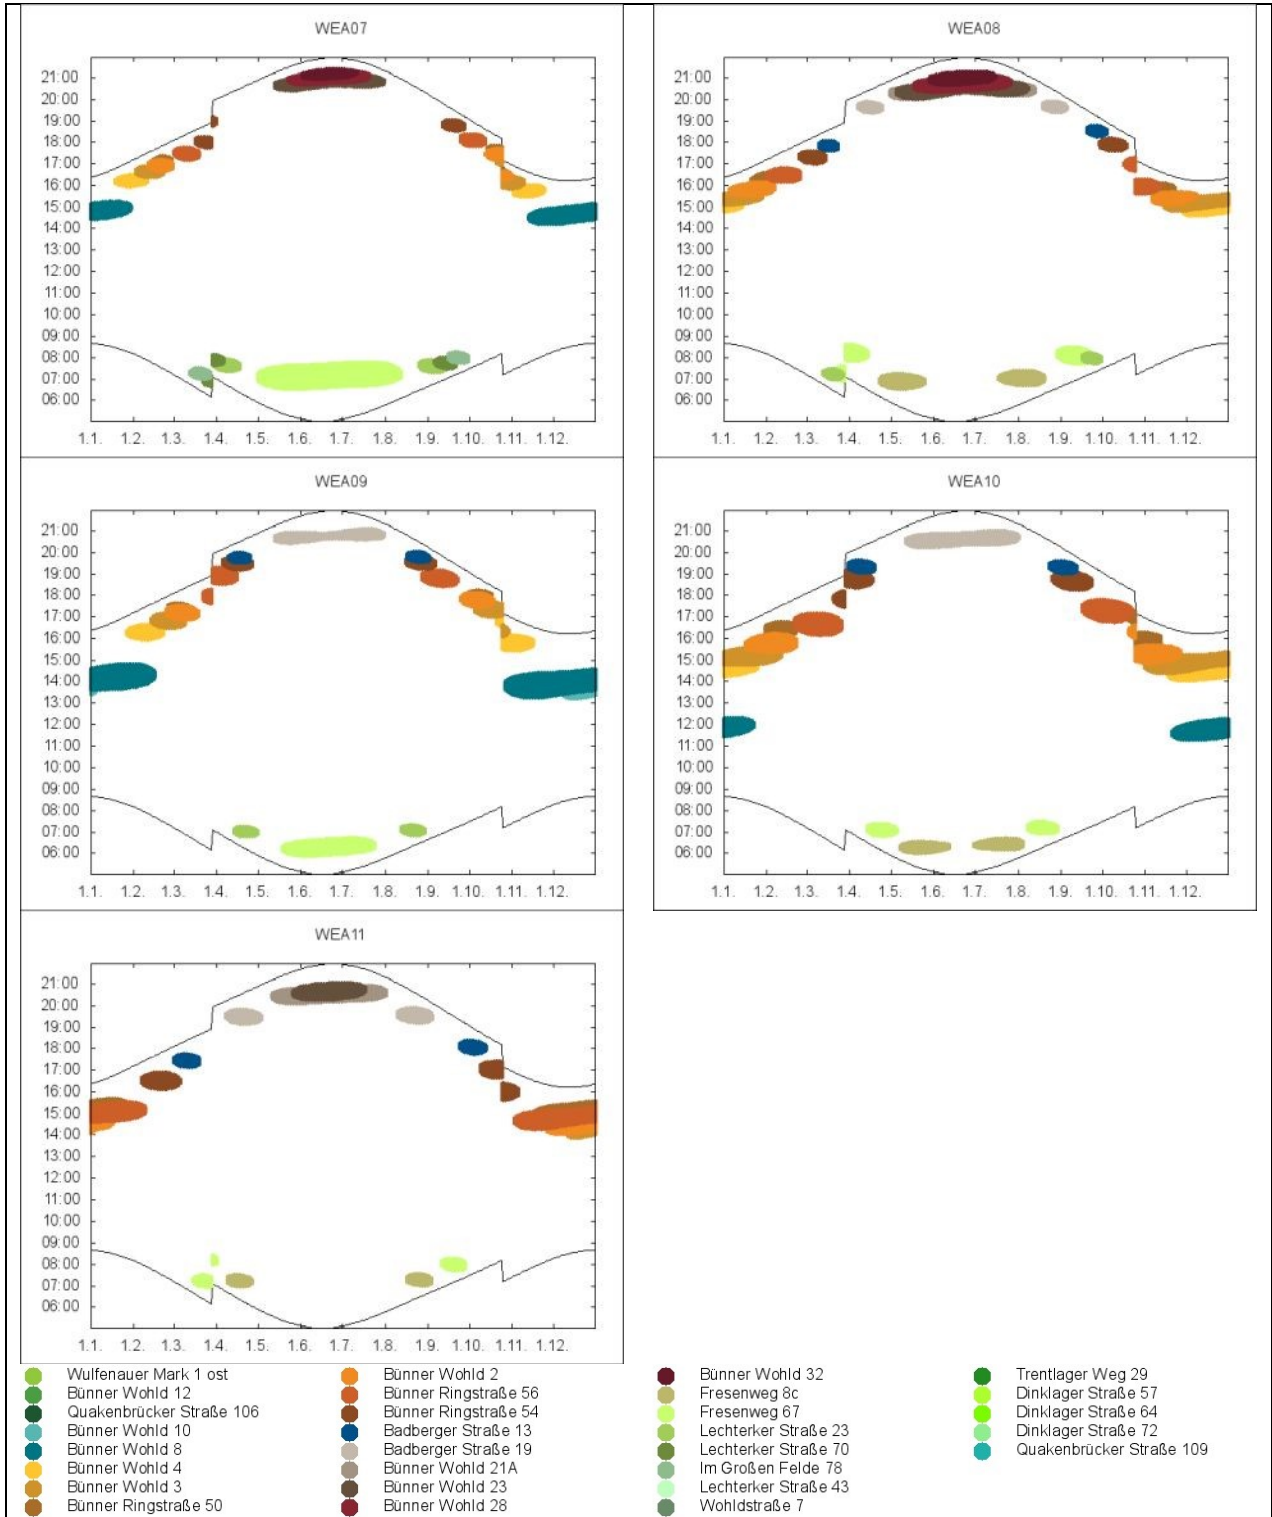 WEA07
21:00
20:00
19:00
18:00
17:00
16:00
15:00
14:00
13:00
12:00
11:00
10:00
09:00
08:00
07:00
06:00
1.1. 1.2. 1.3. 1.4. 1.5. 1.6. 1.7. 1.8. 1.9. 1.10. 1.11. 1.12.
WEA08
21:00
20:00
19:00
18:00
17:00
16:00
15:00
14:00
13:00
12:00
11:00
10:00
09:00
08:00
07:00
06:00
1.1. 1.2. 1.3. 1.4. 1.5. 1.6. 1.7. 1.8. 1.9. 1.10. 1.11. 1.12.
WEA09
21:00
20:00
19:00
18:00
17:00
16:00
15:00
14:00
13:00
12:00
11:00
10:00
09:00
08:00
07:00
06:00
1.1. 1.2. 1.3. 1.4. 1.5. 1.6. 1.7. 1.8. 1.9. 1.10. 1.11. 1.12.
WEA10
21:00
20:00
19:00
18:00
17:00
16:00
15:00
14:00
13:00
12:00
11:00
10:00
09:00
08:00
07:00
06:00
1.1. 1.2. 1.3. 1.4. 1.5. 1.6. 1.7. 1.8. 1.9. 1.10. 1.11. 1.12.
WEA11
21:00
20:00
19:00
18:00
17:00
16:00
15:00
14:00
13:00
12:00
11:00
10:00
09:00
08:00
07:00
06:00
1.1. 1.2. 1.3. 1.4. 1.5. 1.6. 1.7. 1.8. 1.9. 1.10. 1.11. 1.12.
Wulfenauer Mark 1 ost
Bünner Wohld 12
Quakenbrücker Straße 106
Bünner Wohld 10
Bünner Wohld 8
Bünner Wohld 4
Bünner Wohld 3
Bünner Ringstraße 50
Bünner Wohld 2
Bünner Ringstraße 56
Bünner Ringstraße 54
Badberger Straße 13
Badberger Straße 19
Bünner Wohld 21A
Bünner Wohld 23
Bünner Wohld 28
Bünner Wohld 32
Fresenweg 8c
Fresenweg 67
Lechterker Straße 23
Lechterker Straße 70
Im Großen Felde 78
Lechterker Straße 43
Wohldstraße 7
Trentlager Weg 29
Dinklager Straße 57
Dinklager Straße 64
Dinklager Straße 72
Quakenbrücker Straße 109